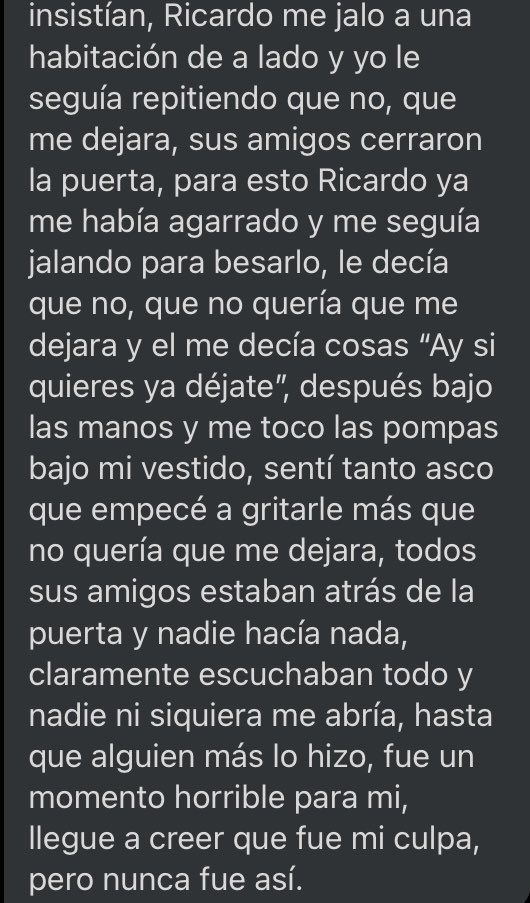 insistían, Ricardo me jalo a una
habitación de a lado y yo le
seguía repitiendo que no, que
me dejara, sus amigos cerraron
la puerta, para esto Ricardo ya
me había agarrado y me seguía
jalando para besarlo, le decía
que no, que no quería que me
dejara y el me decía cosas “Ay si
quieres ya déjate”, después bajo
las manos y me toco las pompas
bajo mi vestido, sentí tanto asco
que empecé a gritarle más que
no quería que me dejara, todos
sus amigos estaban atrás de la
puerta y nadie hacía nada,
claramente escuchaban todo y
nadie ni siquiera me abría, hasta
que alguien más lo hizo, fue un
momento horrible para mi,
llegue a creer que fue mi culpa,
pero nunca fue así.